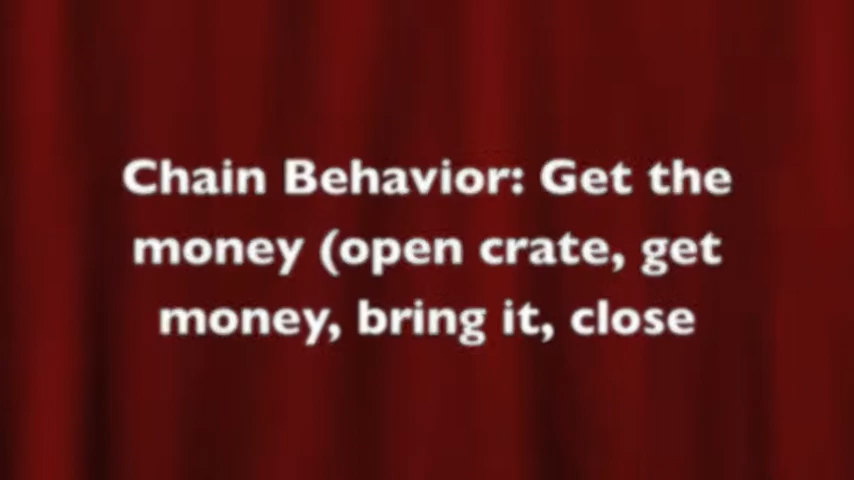 Chain Behavior: Get the
money (open crate, get
money, bring it, close